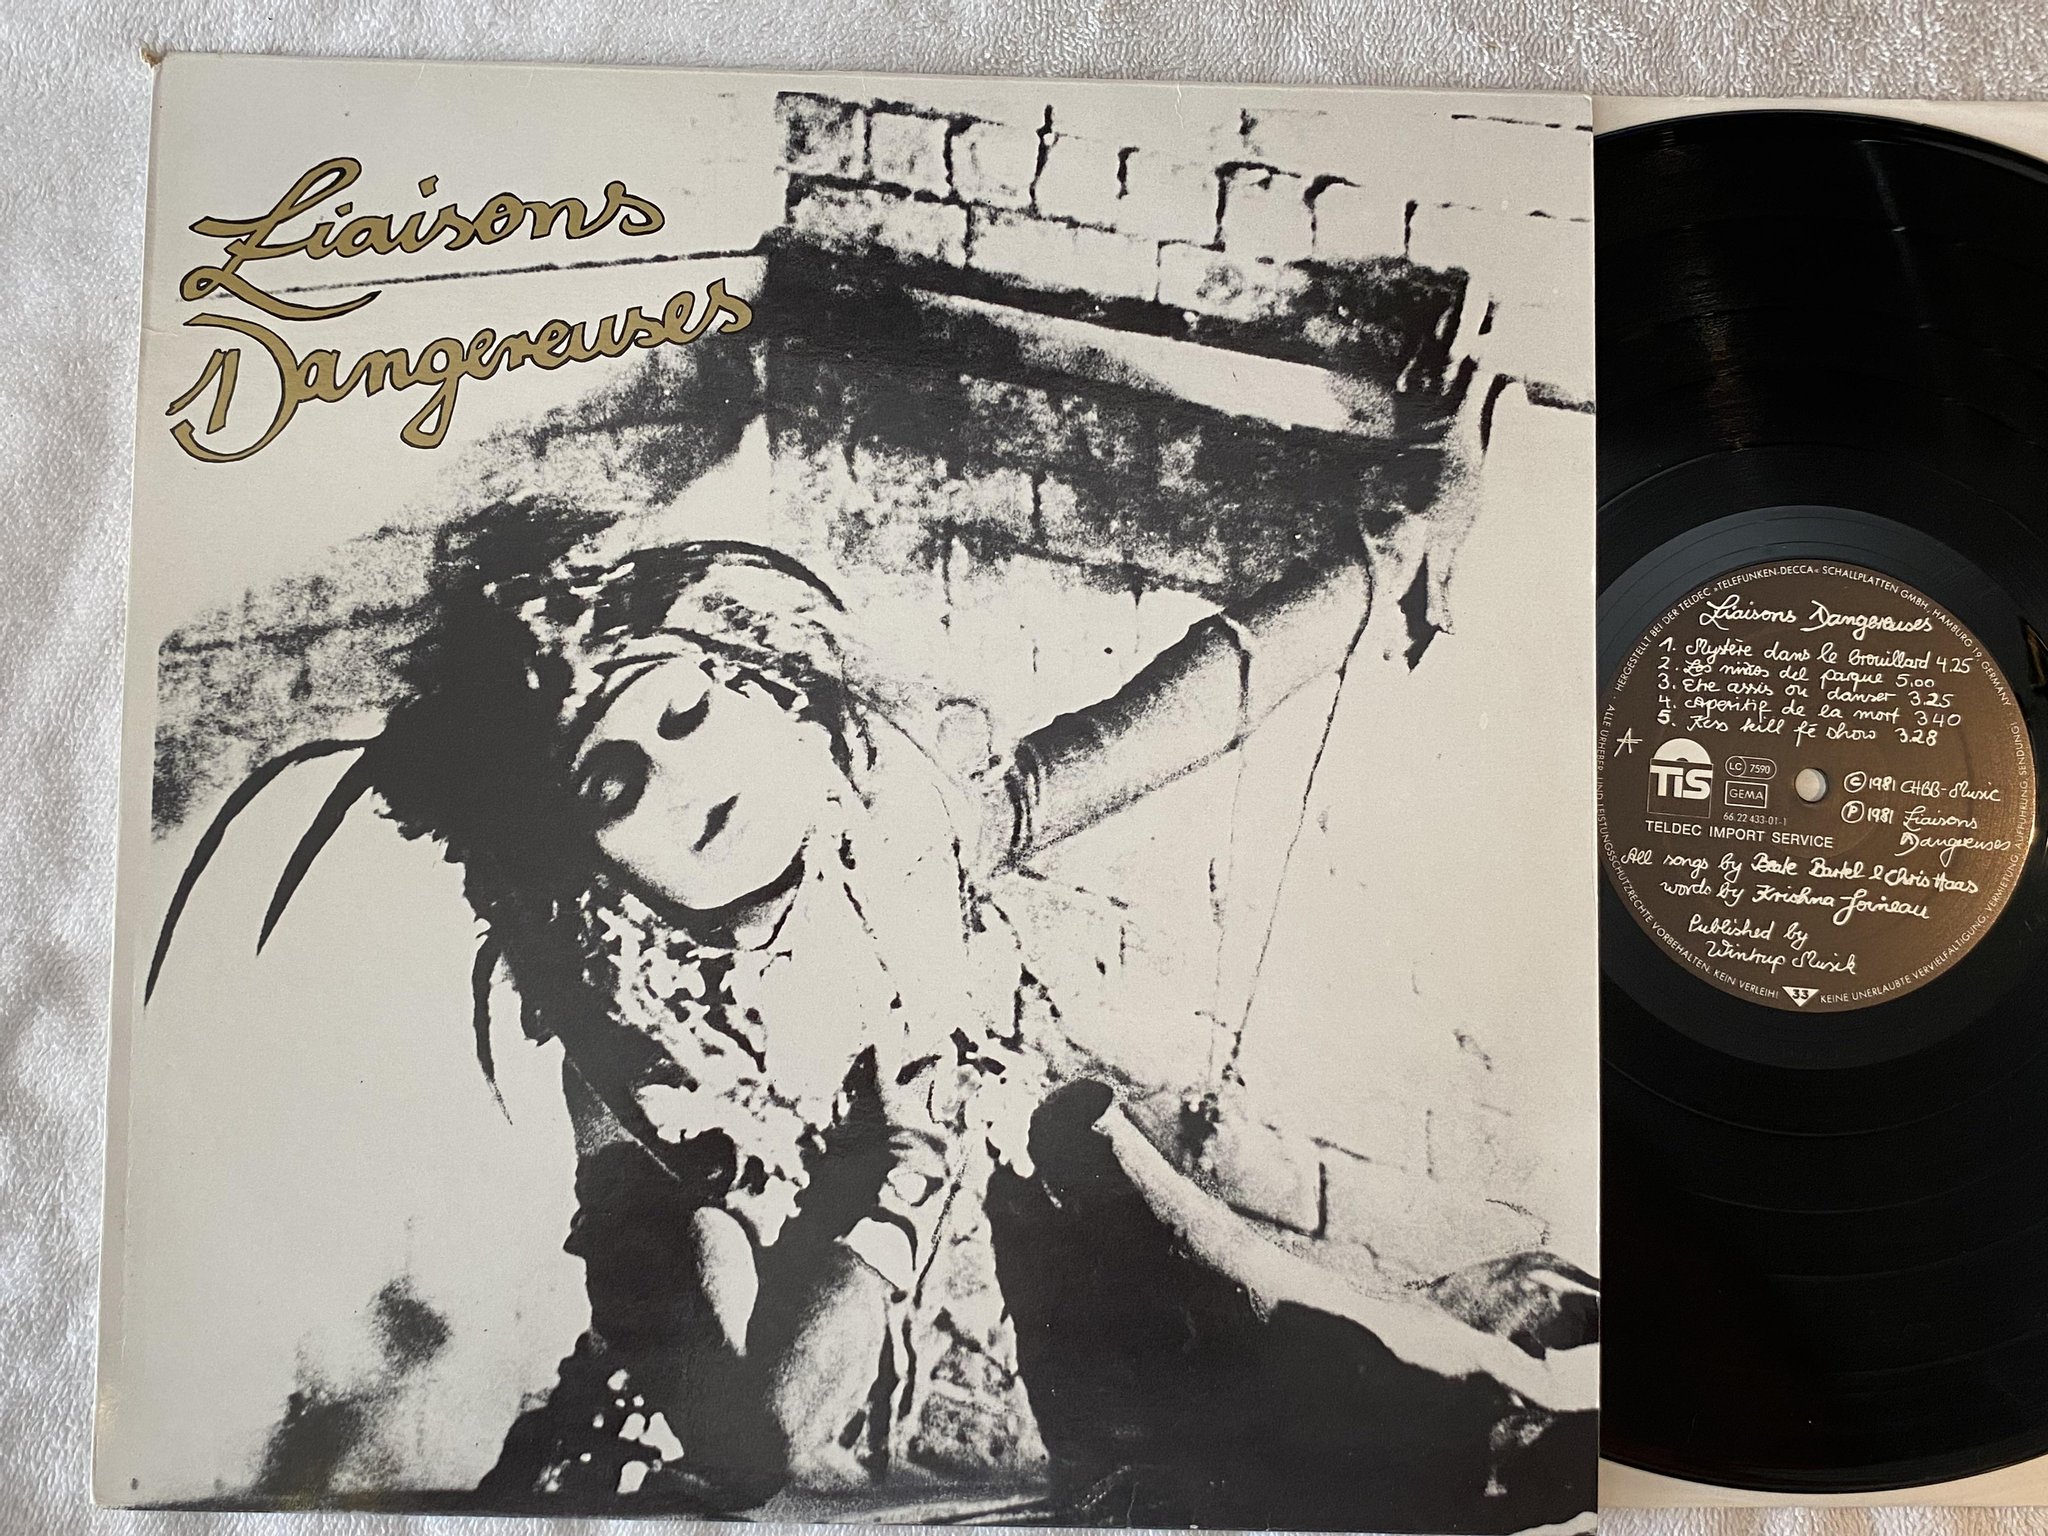 Liaisons
Dangereuses
HERGESTELLT BEI DER TELDEC »TELEFUNKEN-DECCA« SCHALLPLATTEN GMBH, HAMBURG 19, GERMANY
ALLE URHEBER- UND LEISTUNGSSCHUTZRECHTE VORBEHALTEN. KEIN VERLEIH! KEINE UNERLAUBTE VERVIELFÄLTIGUNG, VERMIETUNG, AUFFÜHRUNG, SENDUNG!
Liaisons Dangereuses
1. Mystère dans le brouillard 4.25
2. Los niños del parque 5.00
3. Etre assis ou danser 3.25
4. Aperitif de la mort 3 40
5. Kess kill fé show 3.28
A
TIS
LC 7590
GEMA
66.22 433-01-1
TELDEC IMPORT SERVICE
© 1981 CHBB-Music
℗ 1981 Liaisons
Dangereuses
All songs by Beate Bartel & Chris Haas
words by Krishna Goineau
Published by
Wintrup Musik
33